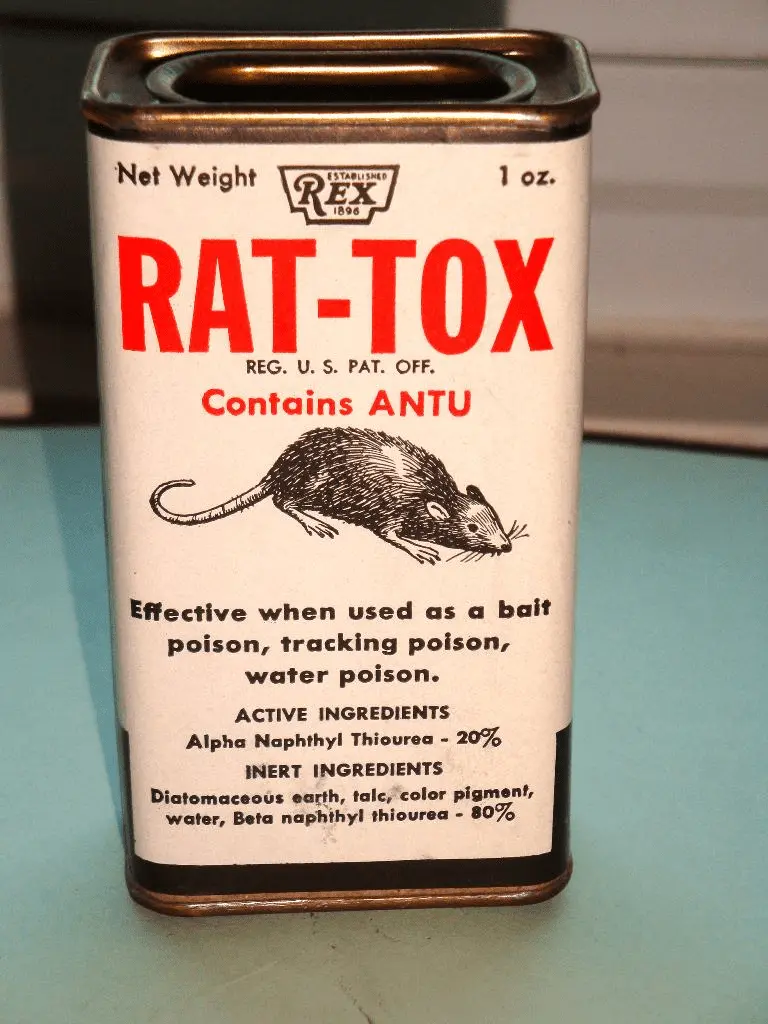 Net Weight ESTABLISHED REX 1896 1 oz.
RAT-TOX
REG. U. S. PAT. OFF.
Contains ANTU
Effective when used as a bait
poison, tracking poison,
water poison.
ACTIVE INGREDIENTS
Alpha Naphthyl Thiourea - 20%
INERT INGREDIENTS
Diatomaceous earth, talc, color pigment,
water, Beta naphthyl thiourea - 80%